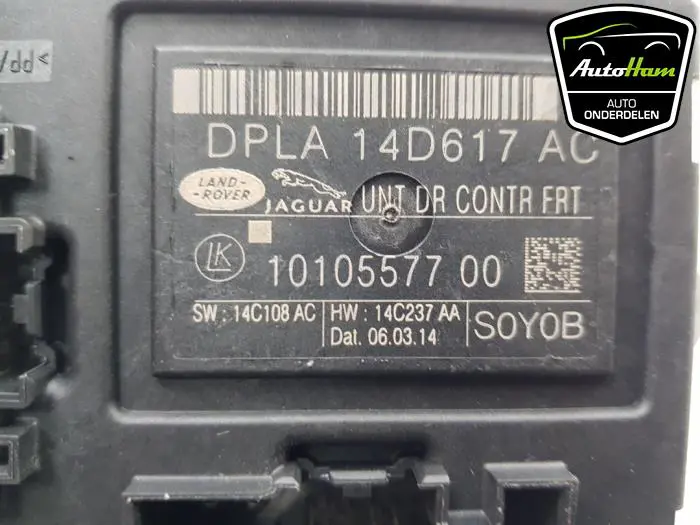 AutoHam
AUTO
ONDERDELEN
DPLA 14D617 AC
LAND-
-ROVER
JAGUAR
UNT DR CONTR FRT
LK
10105577 00
SW : 14C108 AC
HW : 14C237 AA
Dat. 06.03.14
SOYOB